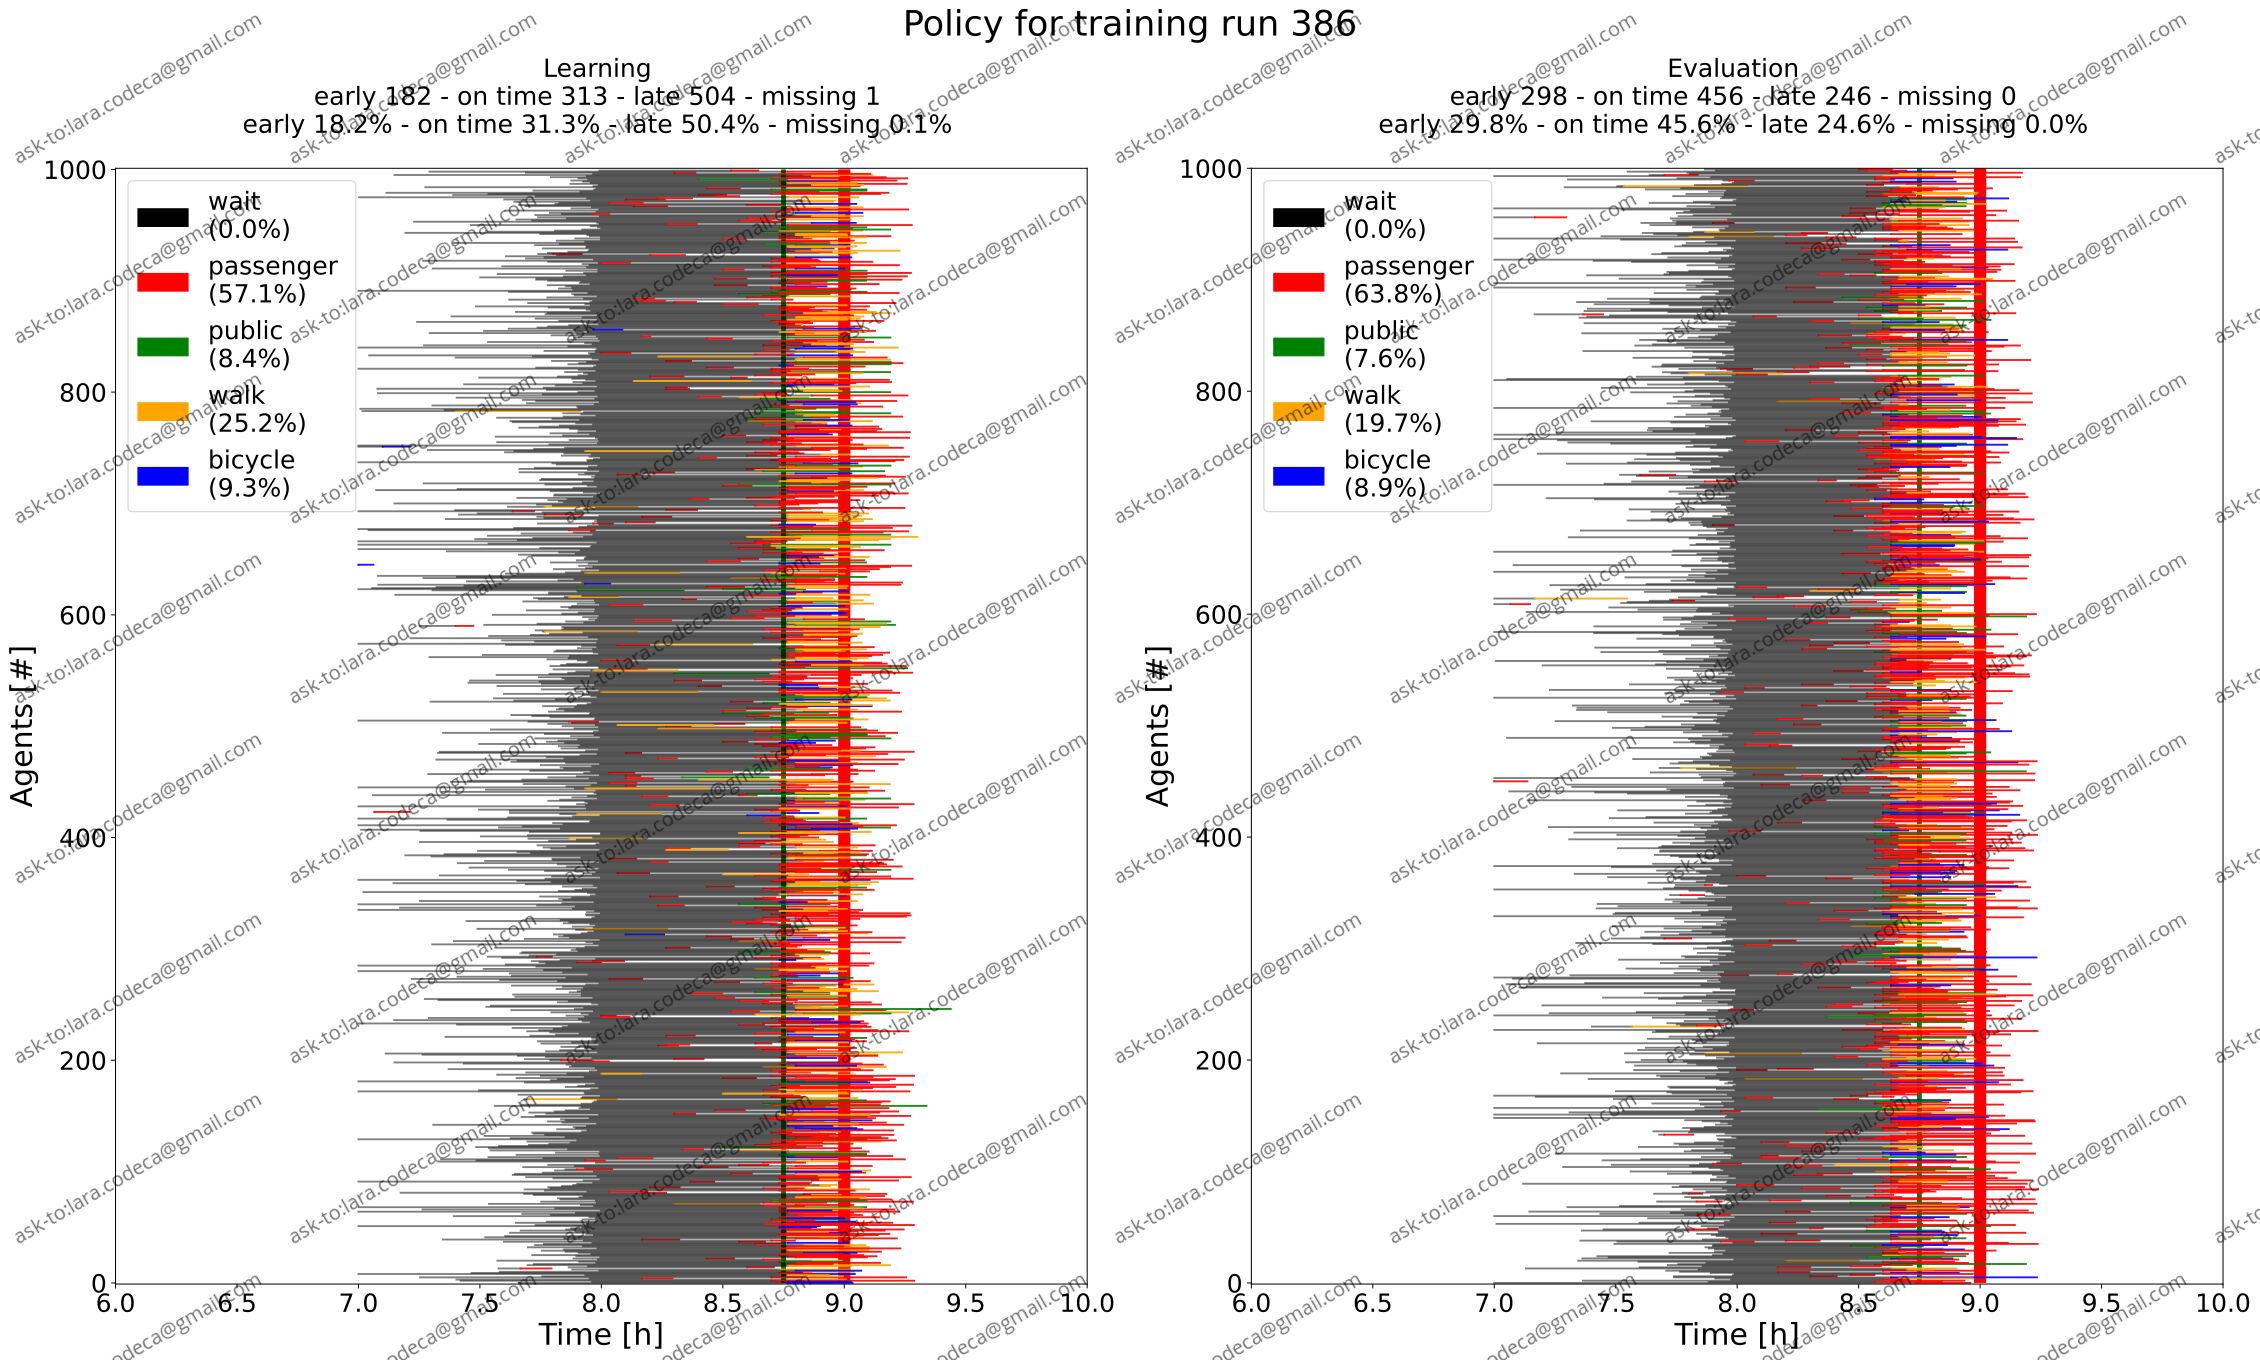 Policy for training run 386
Learning
early 182 - on time 313 - late 504 - missing 1
early 18.2% - on time 31.3% - late 50.4% - missing 0.1%
1000
800
600
400
200
0
Agents [#]
wait
(0.0%)
passenger
(57.1%)
public
(8.4%)
walk
(25.2%)
bicycle
(9.3%)
6.0 6.5 7.0 7.5 8.0 8.5 9.0 9.5 10.0
Time [h]
Evaluation
early 298 - on time 456 - late 246 - missing 0
early 29.8% - on time 45.6% - late 24.6% - missing 0.0%
1000
800
600
400
200
0
Agents [#]
wait
(0.0%)
passenger
(63.8%)
public
(7.6%)
walk
(19.7%)
bicycle
(8.9%)
6.0 6.5 7.0 7.5 8.0 8.5 9.0 9.5 10.0
Time [h]
ask-to:lara.codeca@gmail.com